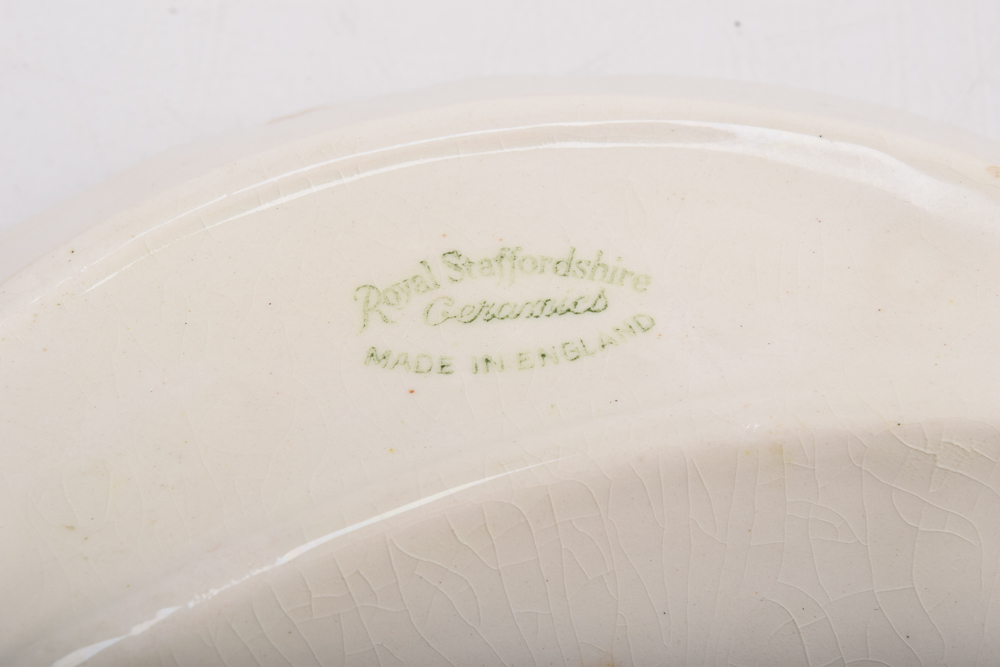 Royal Staffordshire
Ceramics
MADE IN ENGLAND